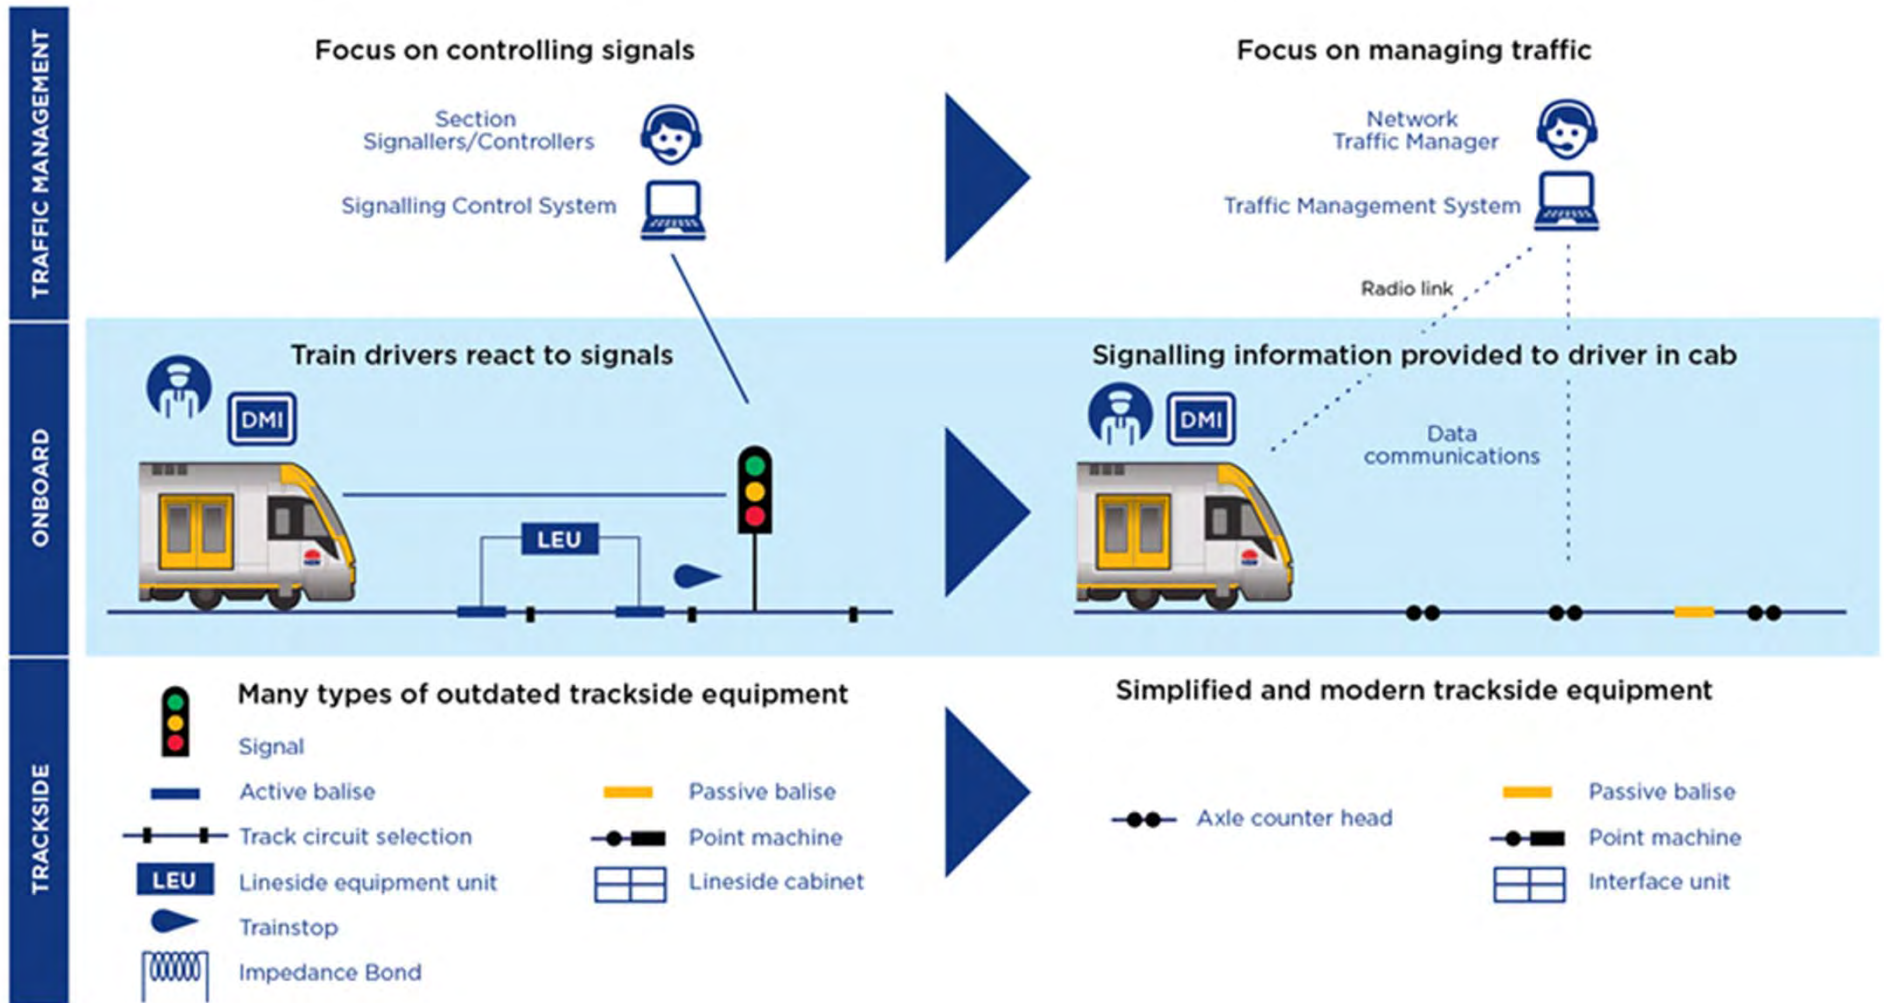 TRAFFIC MANAGEMENT
Focus on controlling signals
Section
Signallers/Controllers
Signalling Control System
Focus on managing traffic
Network
Traffic Manager
Traffic Management System
Radio link
ONBOARD
Train drivers react to signals
DMI
LEU
Signalling information provided to driver in cab
DMI
Data
communications
TRACKSIDE
Many types of outdated trackside equipment
Signal
Active balise
Track circuit selection
LEU
Lineside equipment unit
Trainstop
Impedance Bond
Passive balise
Point machine
Lineside cabinet
Simplified and modern trackside equipment
Axle counter head
Passive balise
Point machine
Interface unit